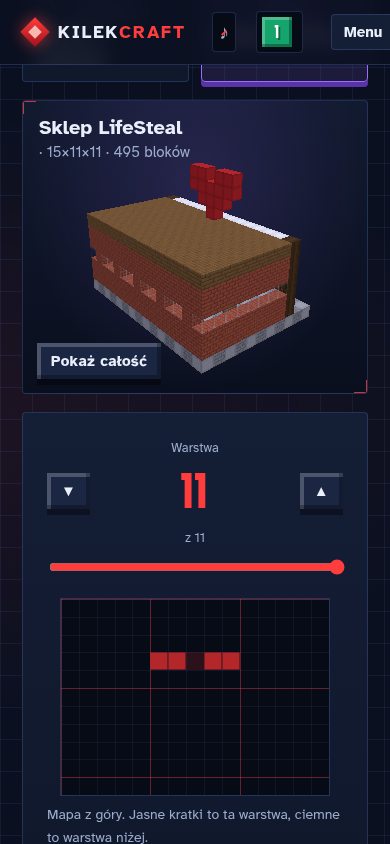 KILEKCRAFT
1
Menu
Sklep LifeSteal
· 15×11×11 · 495 bloków
Pokaż całość
Warstwa
▼
11
▲
z 11
Mapa z góry. Jasne kratki to ta warstwa, ciemne
to warstwa niżej.